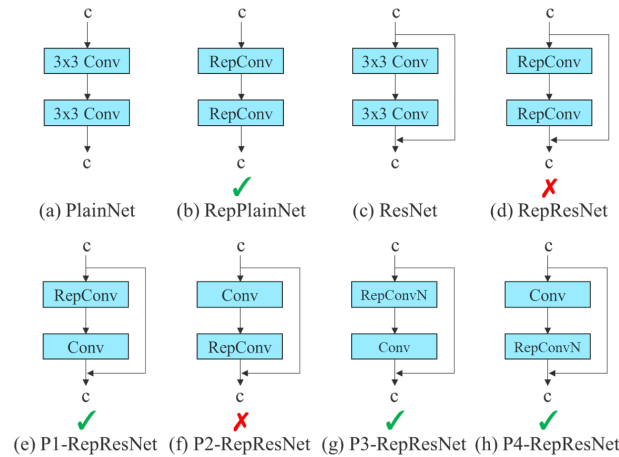 c c c c
3x3 Conv RepConv 3x3 Conv RepConv
3x3 Conv RepConv 3x3 Conv RepConv
c c c c
✓ ✗
(a) PlainNet (b) RepPlainNet (c) ResNet (d) RepResNet
c c c c
RepConv Conv RepConvN Conv
Conv RepConv Conv RepConvN
c c c c
✓ ✗ ✓ ✓
(e) P1-RepResNet (f) P2-RepResNet (g) P3-RepResNet (h) P4-RepResNet